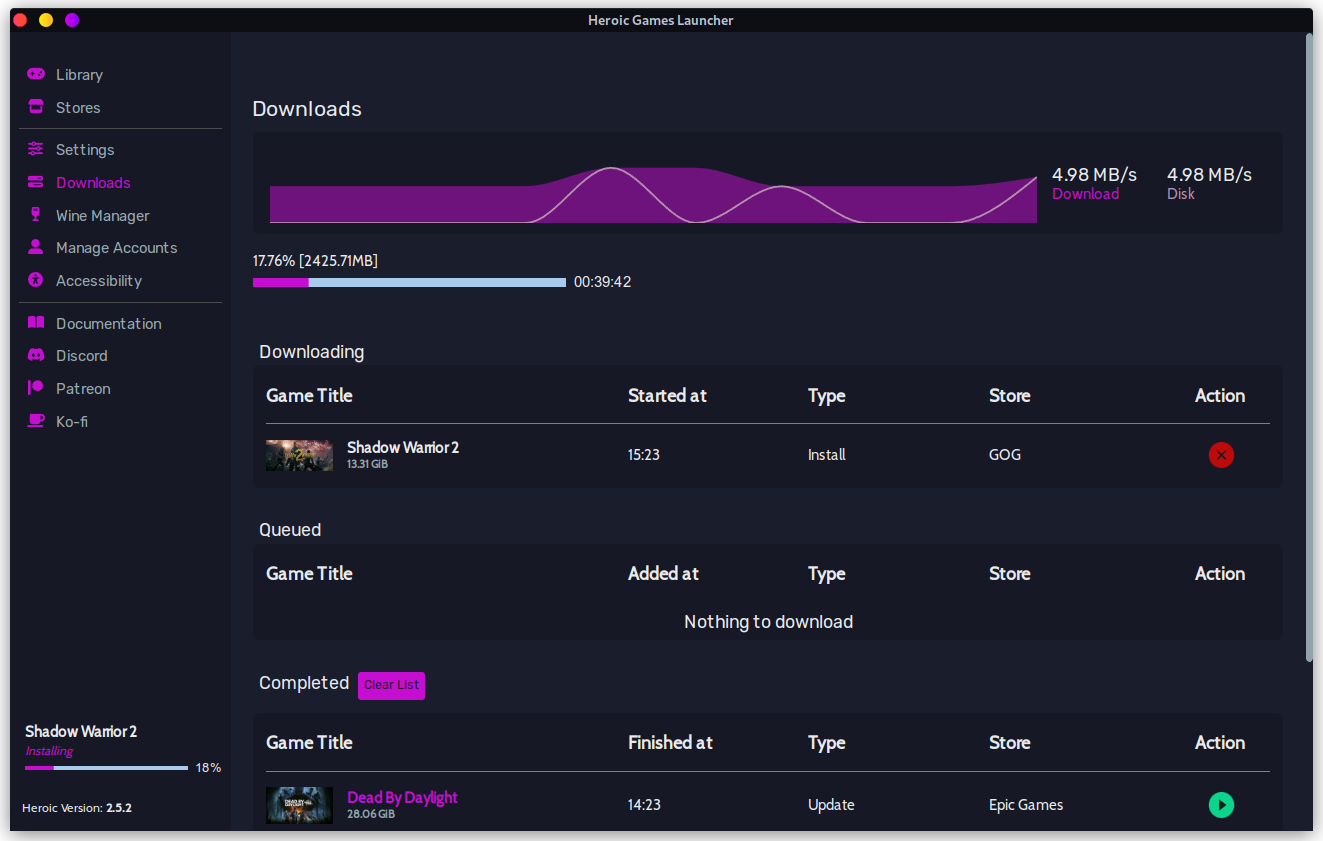 Heroic Games Launcher
Library
Stores
Settings
Downloads
Wine Manager
Manage Accounts
Accessibility
Documentation
Discord
Patreon
Ko-fi
Shadow Warrior 2
Installing
18%
Heroic Version: 2.5.2
Downloads
4.98 MB/s 4.98 MB/s
Download Disk
17.76% [2425.71MB]
00:39:42
Downloading
Game Title Started at Type Store Action
Shadow Warrior 2 15:23 Install GOG
13.31 GiB
Queued
Game Title Added at Type Store Action
Nothing to download
Completed Clear List
Game Title Finished at Type Store Action
DEAD BY DAYLIGHT
Dead By Daylight 14:23 Update Epic Games
28.06 GiB